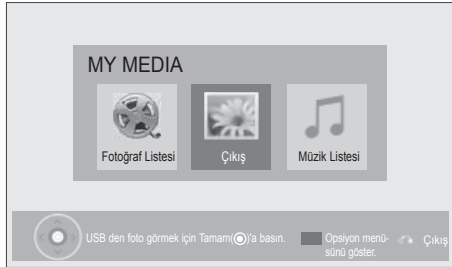 MY MEDIA
Fotoğraf Listesi
Çıkış
Müzik Listesi
USB den foto görmek için Tamam(◉)'a basın.
Opsiyon menü-
sünü göster.
Çıkış